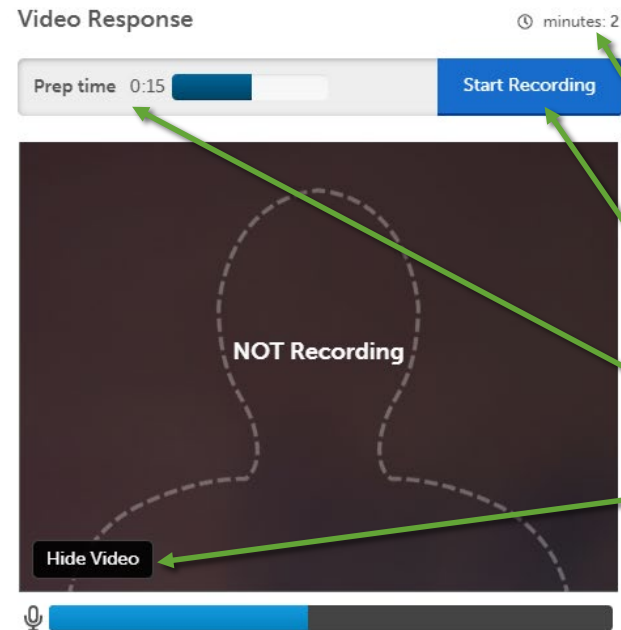 Video Response
minutes: 2
Prep time 0:15
Start Recording
NOT Recording
Hide Video